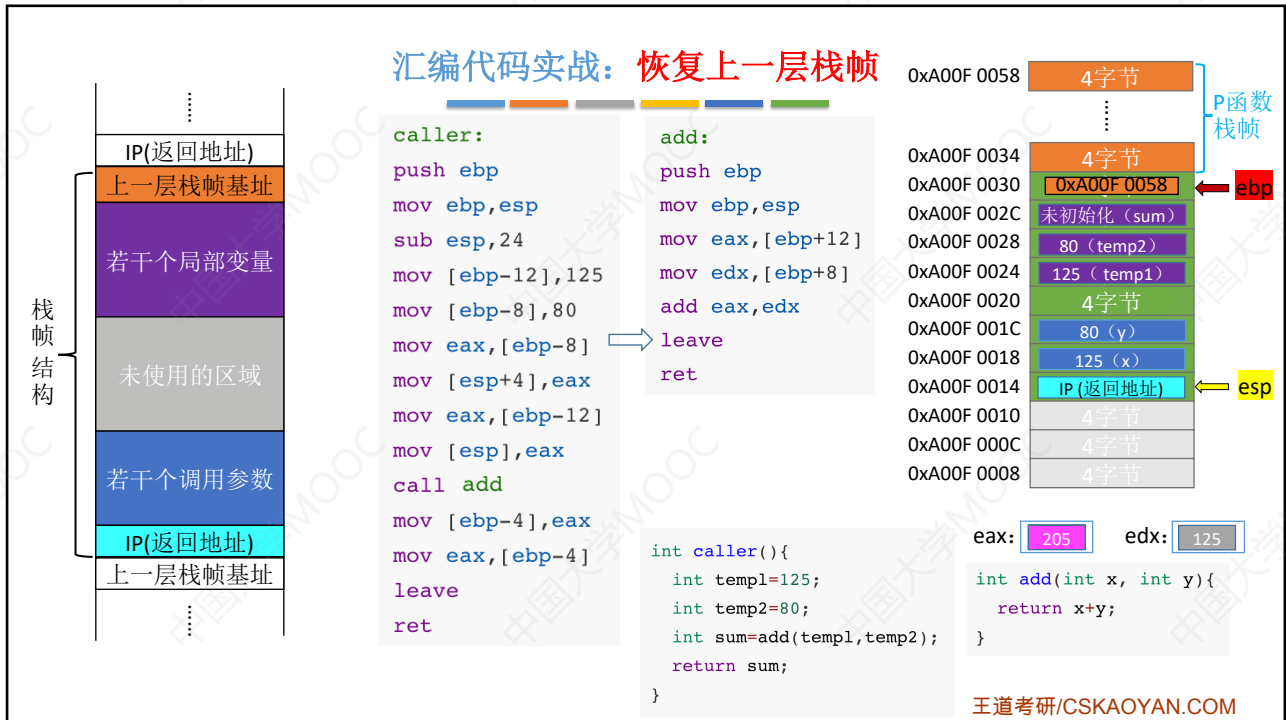 汇编代码实战：恢复上一层栈帧
……
IP(返回地址)
上一层栈帧基址
若干个局部变量
未使用的区域
若干个调用参数
IP(返回地址)
上一层栈帧基址
……
栈帧结构
caller:
push ebp
mov ebp,esp
sub esp,24
mov [ebp-12],125
mov [ebp-8],80
mov eax,[ebp-8]
mov [esp+4],eax
mov eax,[ebp-12]
mov [esp],eax
call add
mov [ebp-4],eax
mov eax,[ebp-4]
leave
ret
add:
push ebp
mov ebp,esp
mov eax,[ebp+12]
mov edx,[ebp+8]
add eax,edx
leave
ret
0xA00F 0058 4字节
……
P函数
栈帧
0xA00F 0034 4字节
0xA00F 0030 0xA00F 0058 ebp
0xA00F 002C 未初始化（sum）
0xA00F 0028 80（temp2）
0xA00F 0024 125（temp1）
0xA00F 0020 4字节
0xA00F 001C 80（y）
0xA00F 0018 125（x）
0xA00F 0014 IP (返回地址) esp
0xA00F 0010 4字节
0xA00F 000C 4字节
0xA00F 0008 4字节
eax: 205 edx: 125
int caller(){
int temp1=125;
int temp2=80;
int sum=add(temp1,temp2);
return sum;
}
int add(int x, int y){
return x+y;
}
王道考研/CSKAOYAN.COM
中国大学MOOC